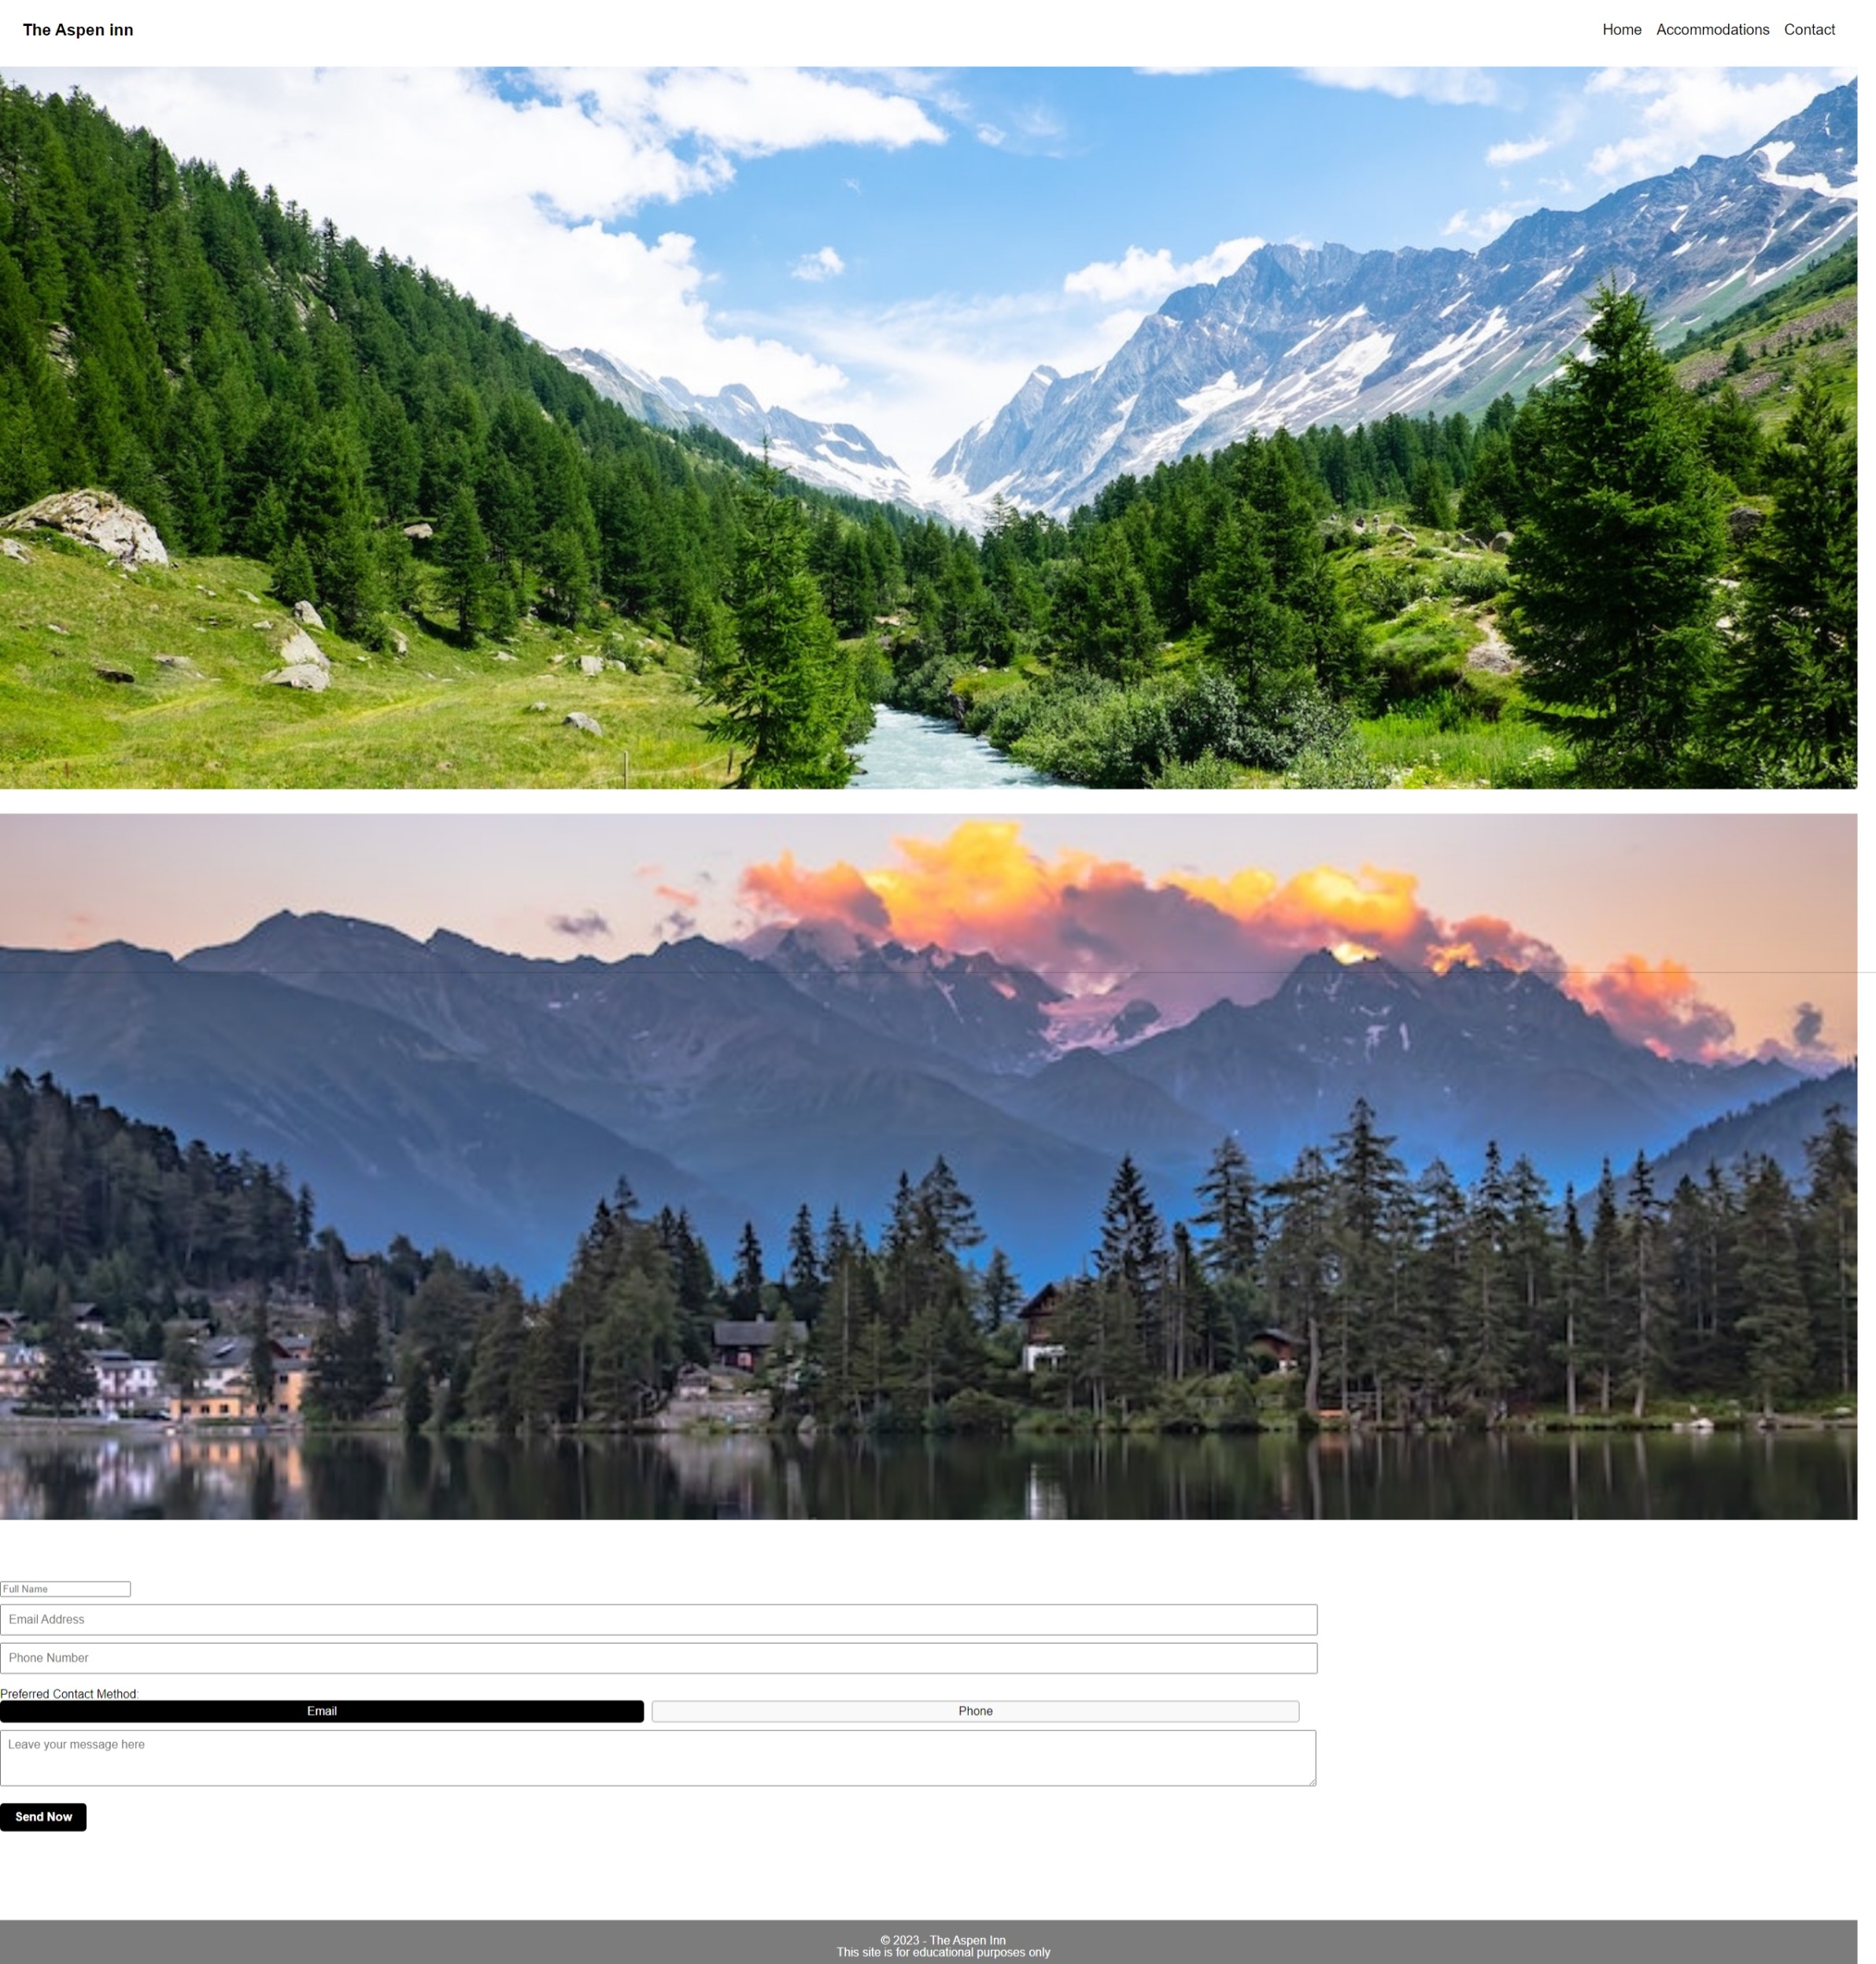 The Aspen inn
Home Accommodations Contact
Full Name
Email Address
Phone Number
Preferred Contact Method:
Email Phone
Leave your message here
Send Now
© 2023 - The Aspen Inn
This site is for educational purposes only